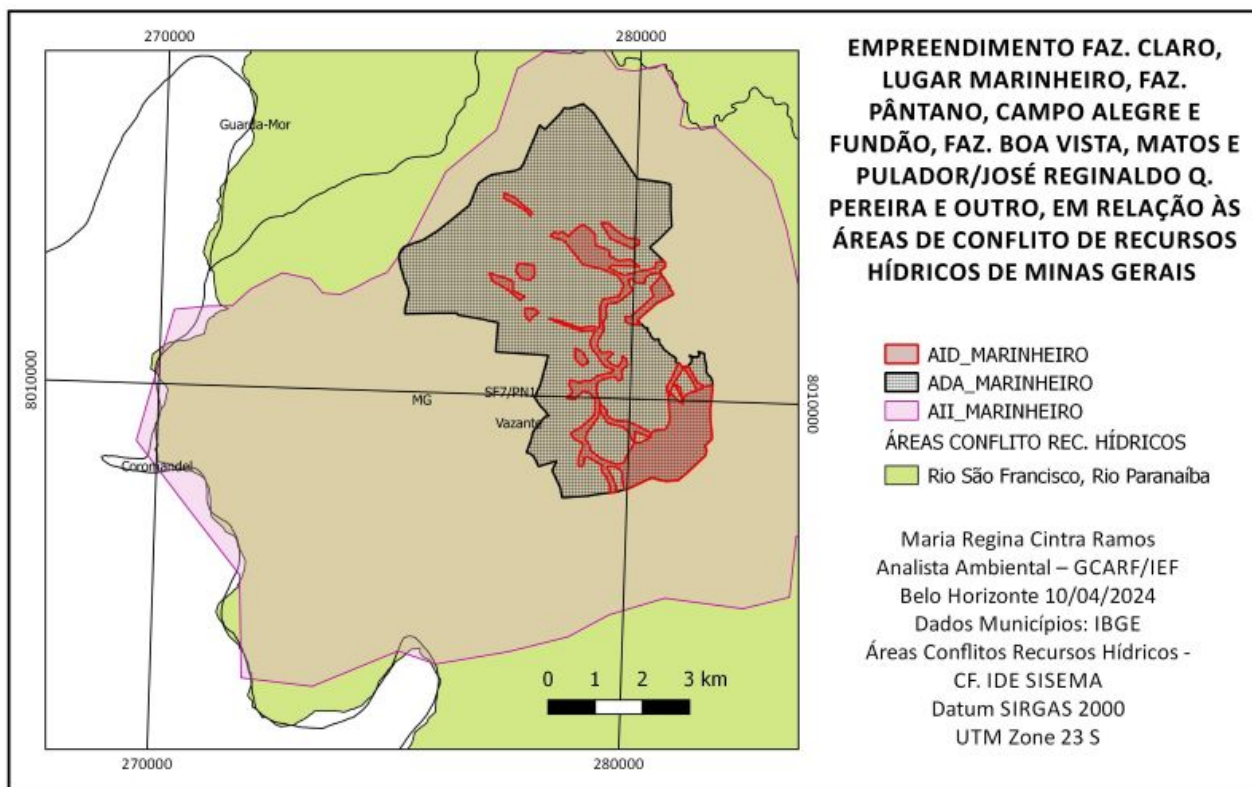 270000
280000
Guarda-Mor
8010000
MG
SF7/PN1
Vazante
Coromandel
8010000
0 1 2 3 km
270000
280000
EMPREENDIMENTO FAZ. CLARO,
LUGAR MARINHEIRO, FAZ.
PÂNTANO, CAMPO ALEGRE E
FUNDÃO, FAZ. BOA VISTA, MATOS E
PULADOR/JOSÉ REGINALDO Q.
PEREIRA E OUTRO, EM RELAÇÃO ÀS
ÁREAS DE CONFLITO DE RECURSOS
HÍDRICOS DE MINAS GERAIS
AID_MARINHEIRO
ADA_MARINHEIRO
AII_MARINHEIRO
ÁREAS CONFLITO REC. HÍDRICOS
Rio São Francisco, Rio Paranaíba
Maria Regina Cintra Ramos
Analista Ambiental – GCARF/IEF
Belo Horizonte 10/04/2024
Dados Municípios: IBGE
Áreas Conflitos Recursos Hídricos -
CF. IDE SISEMA
Datum SIRGAS 2000
UTM Zone 23 S